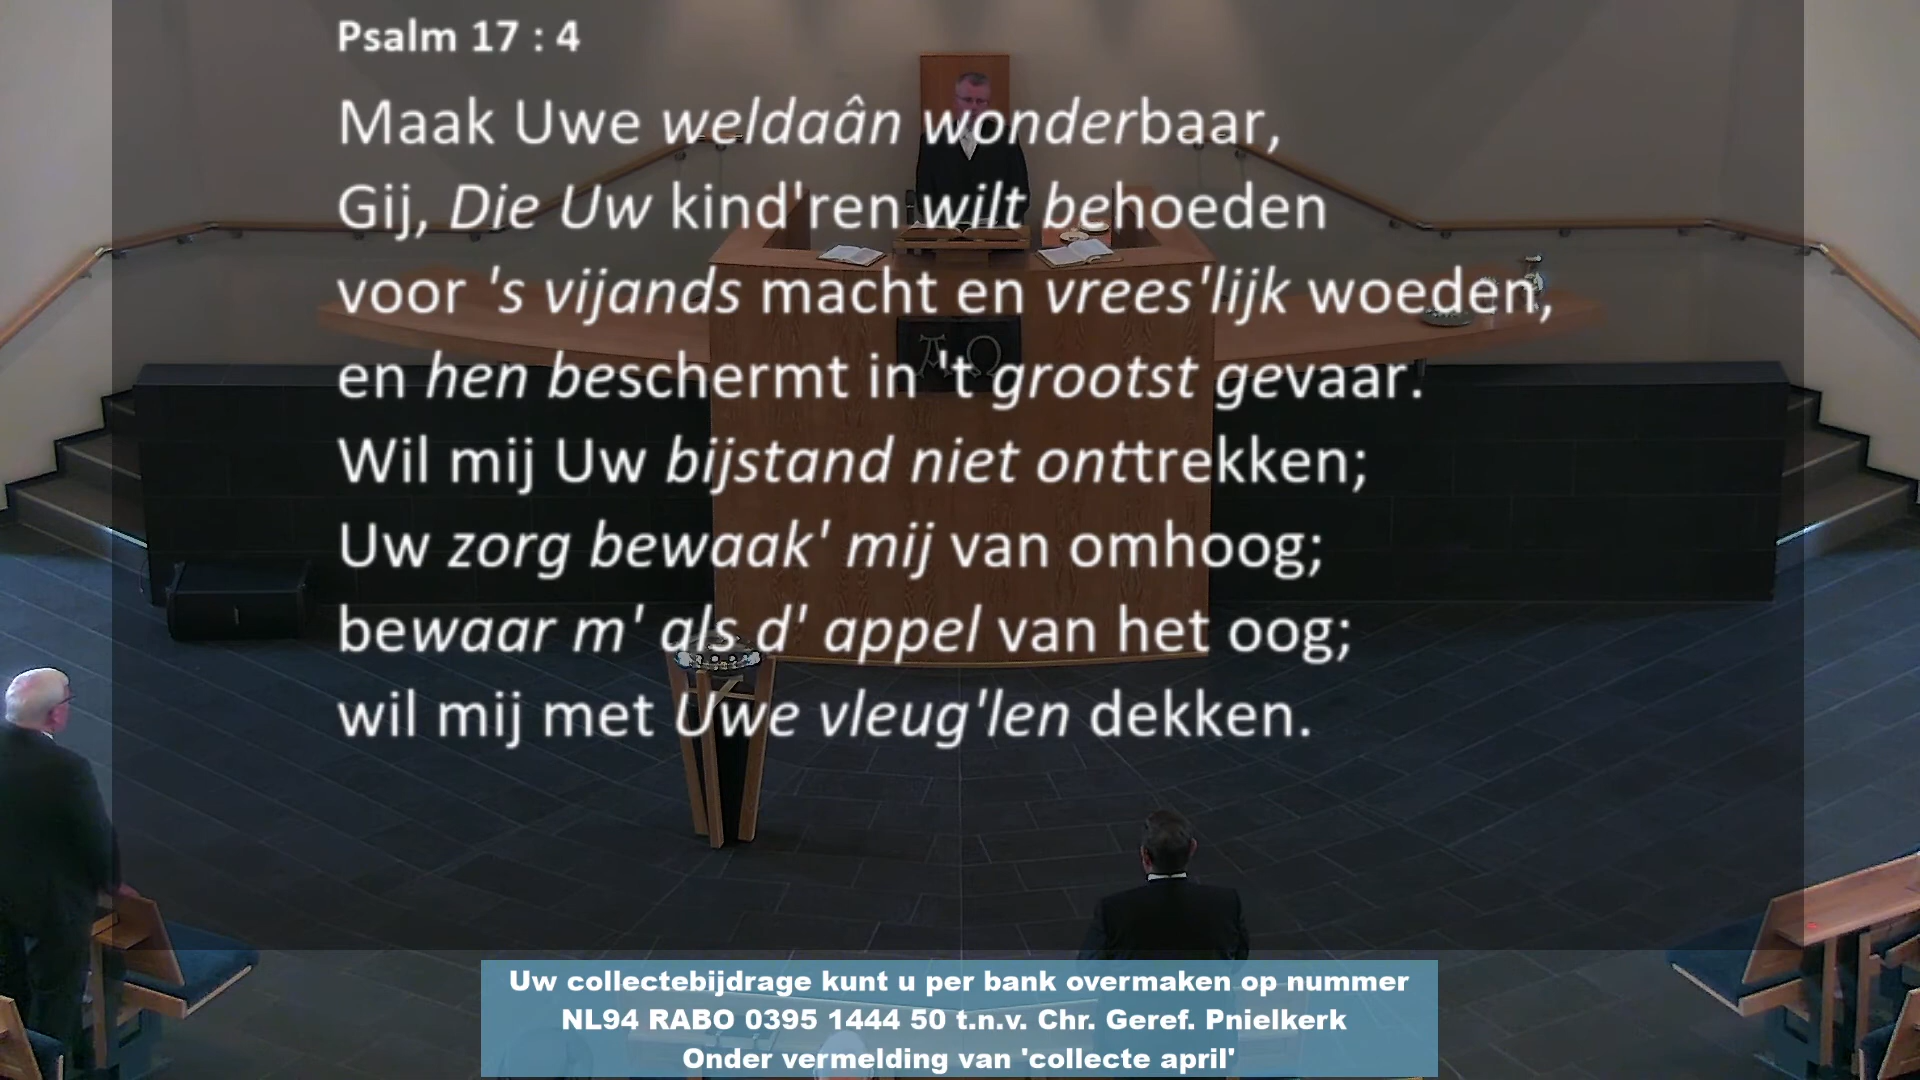 Psalm 17 : 4
Maak Uwe weldaân wonderbaar,
Gij, Die Uw kind'ren wilt behoeden
voor 's vijands macht en vrees'lijk woeden,
en hen beschermt in 't grootst gevaar.
Wil mij Uw bijstand niet onttrekken;
Uw zorg bewaak' mij van omhoog;
bewaar m' als d' appel van het oog;
wil mij met Uwe vleug'len dekken.
ΑΩ
Uw collectebijdrage kunt u per bank overmaken op nummer
NL94 RABO 0395 1444 50 t.n.v. Chr. Geref. Pnielkerk
Onder vermelding van 'collecte april'